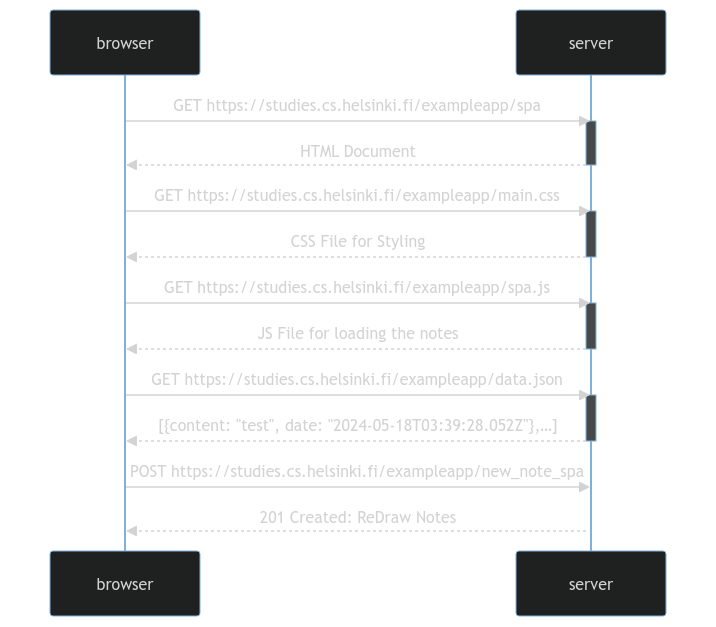 browser server
GET https://studies.cs.helsinki.fi/exampleapp/spa
HTML Document
GET https://studies.cs.helsinki.fi/exampleapp/main.css
CSS File for Styling
GET https://studies.cs.helsinki.fi/exampleapp/spa.js
JS File for loading the notes
GET https://studies.cs.helsinki.fi/exampleapp/data.json
[{content: "test", date: "2024-05-18T03:39:28.052Z"},...]
POST https://studies.cs.helsinki.fi/exampleapp/new_note_spa
201 Created: ReDraw Notes
browser server